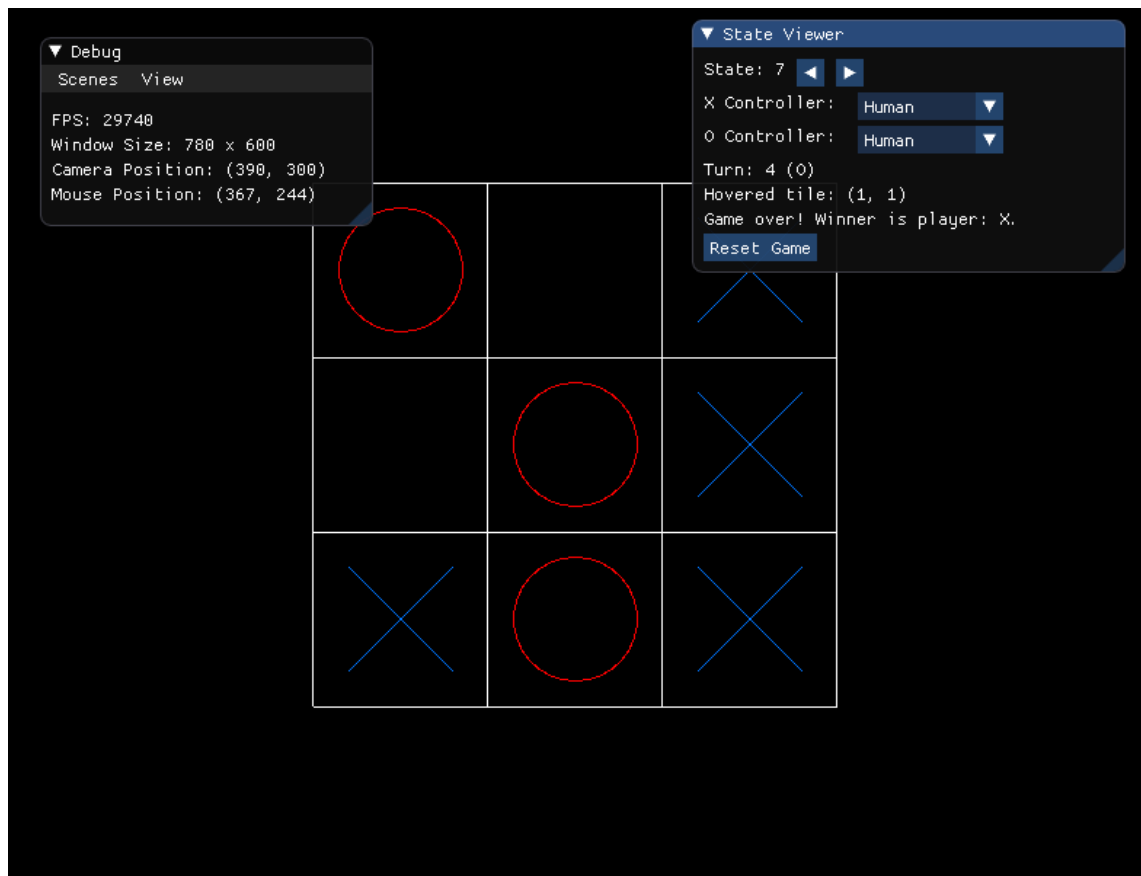 Debug
Scenes View
FPS: 29740
Window Size: 780 x 600
Camera Position: (390, 300)
Mouse Position: (367, 244)
State Viewer
State: 7
X Controller: Human
O Controller: Human
Turn: 4 (O)
Hovered tile: (1, 1)
Game over! Winner is player: X.
Reset Game